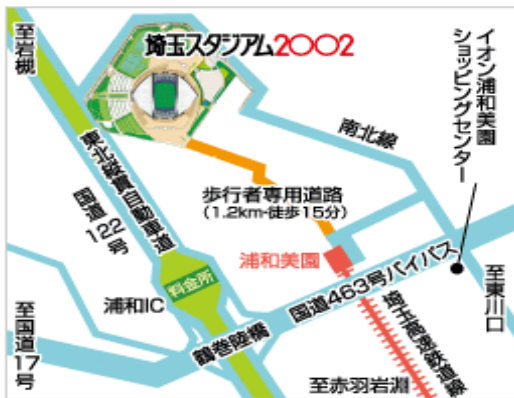 至岩槻
埼玉スタジアム2002
イオン浦和美園
ショッピングセンター
南北線
東北縦貫自動車道
国道122号
歩行者専用道路
(1.2km・徒歩15分)
浦和美園
国道463号バイパス
料金所
浦和IC
至東川口
至国道17号
鶴巻陸橋
埼玉高速鉄道線
至赤羽岩淵